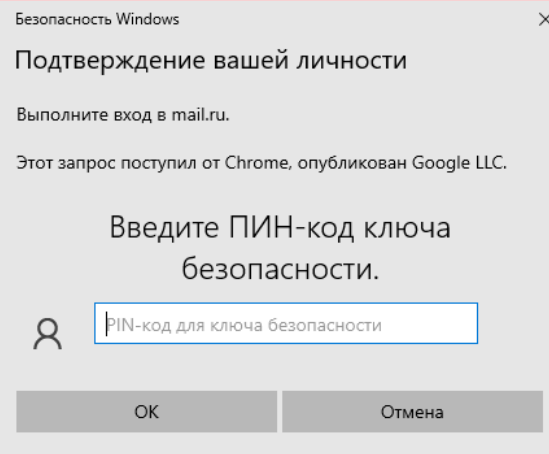 Безопасность Windows
Подтверждение вашей личности
Выполните вход в mail.ru.
Этот запрос поступил от Chrome, опубликован Google LLC.
Введите ПИН-код ключа
безопасности.
PIN-код для ключа безопасности
ОК
Отмена